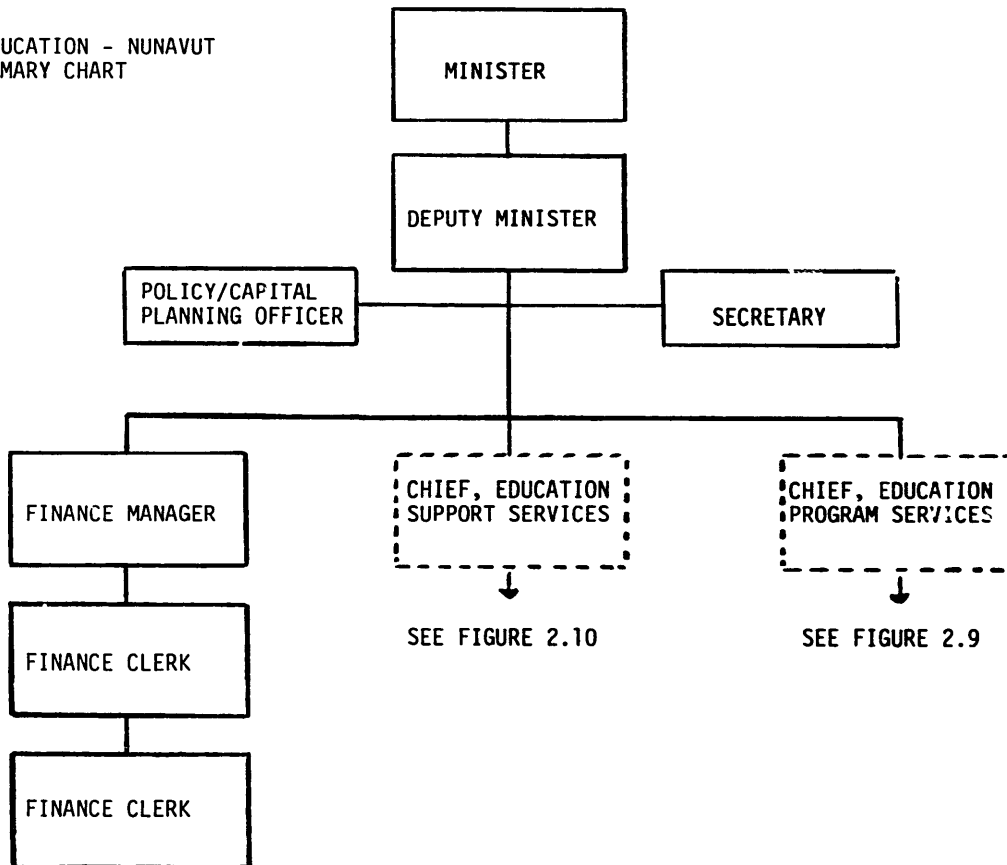 UCATION - NUNAVUT
MARY CHART
MINISTER
DEPUTY MINISTER
POLICY/CAPITAL
PLANNING OFFICER
SECRETARY
FINANCE MANAGER
CHIEF, EDUCATION
SUPPORT SERVICES
CHIEF, EDUCATION
PROGRAM SERVICES
SEE FIGURE 2.10
SEE FIGURE 2.9
FINANCE CLERK
FINANCE CLERK